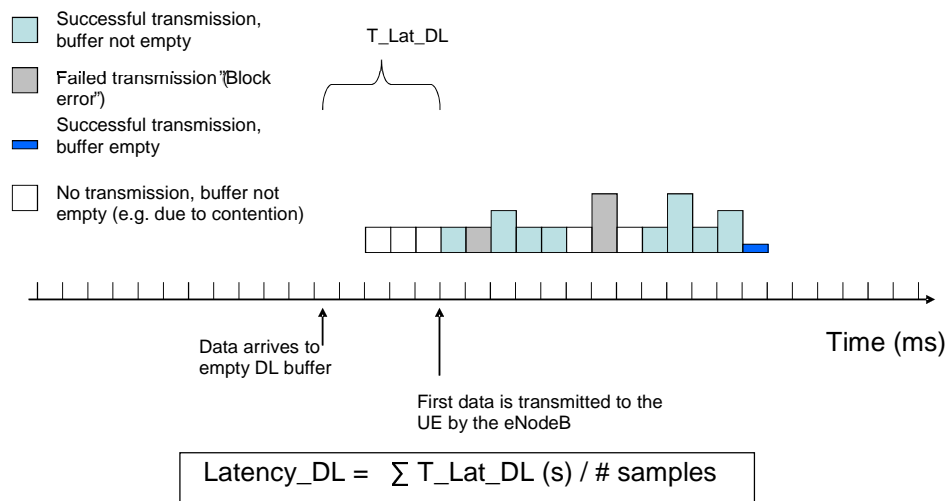 Successful transmission,
buffer not empty
Failed transmission ”(Block
error”)
Successful transmission,
buffer empty
No transmission, buffer not
empty (e.g. due to contention)
T_Lat_DL
Time (ms)
Data arrives to
empty DL buffer
First data is transmitted to the
UE by the eNodeB
Latency_DL = ∑ T_Lat_DL (s) / # samples